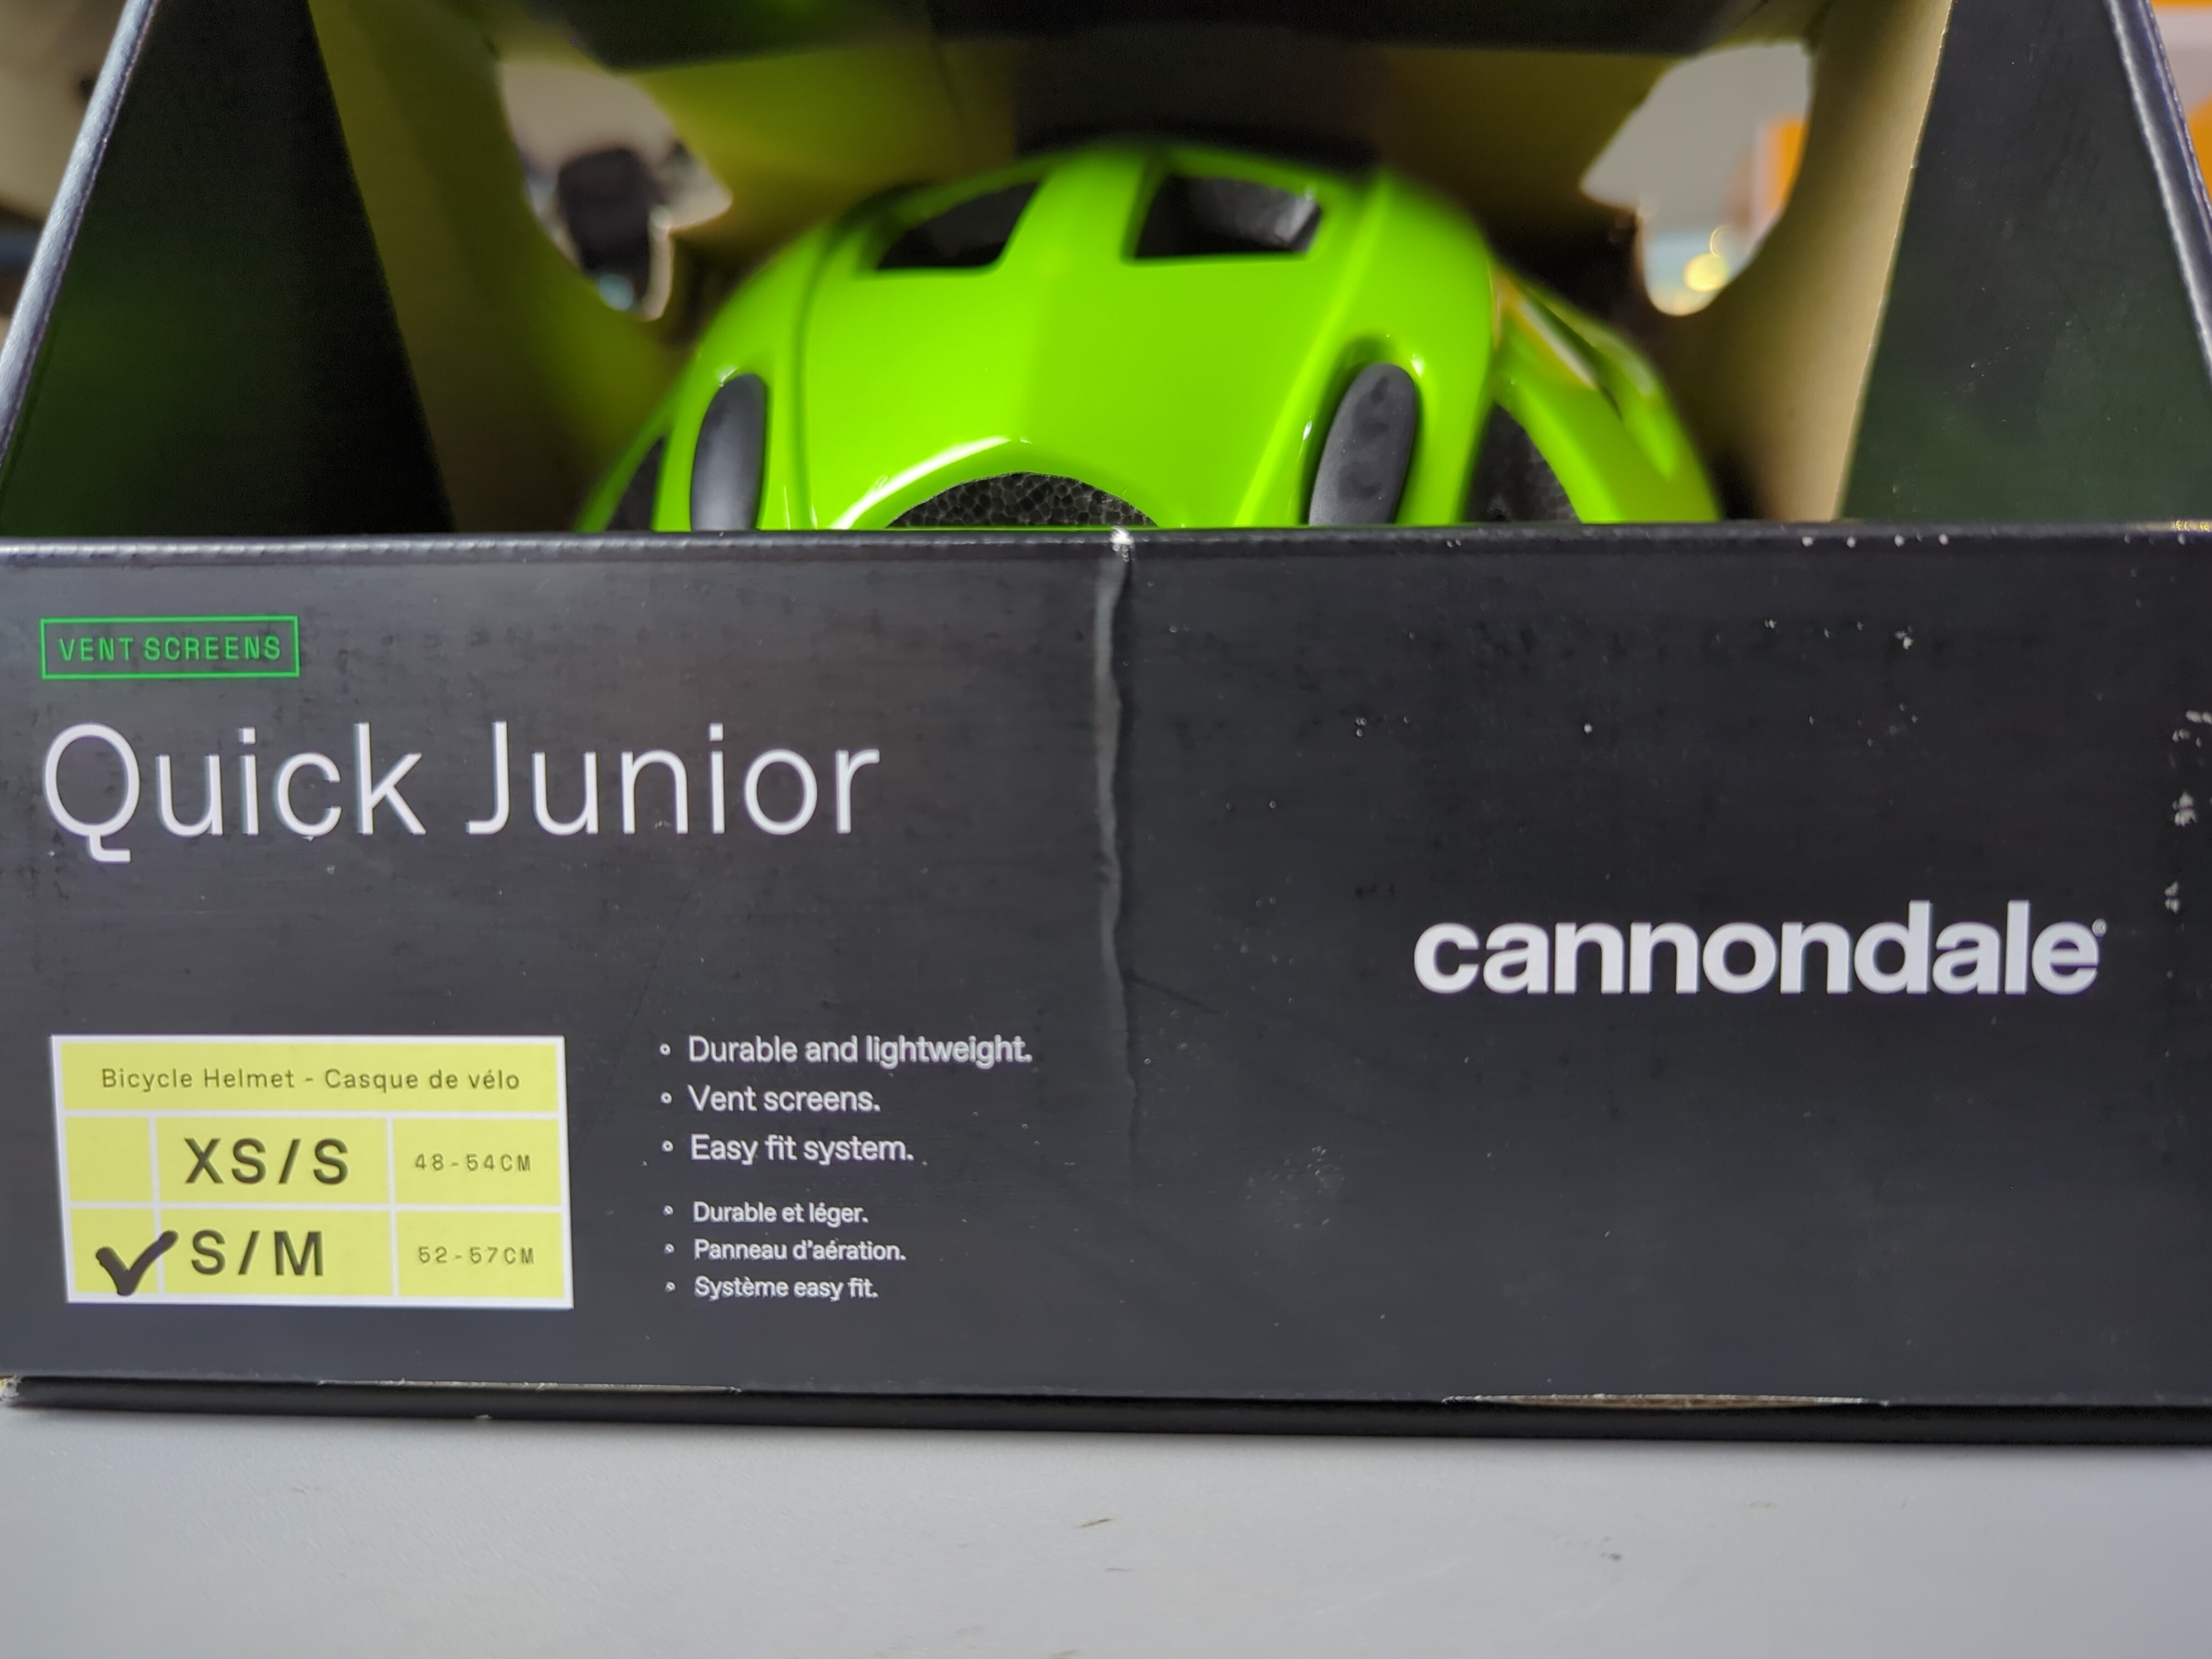 VENT SCREENS
Quick Junior
cannondale®
Bicycle Helmet - Casque de vélo
XS/S 48-54CM
✓ S/M 52-57CM
◦ Durable and lightweight.
◦ Vent screens.
◦ Easy fit system.
◦ Durable et léger.
◦ Panneau d'aération.
◦ Système easy fit.